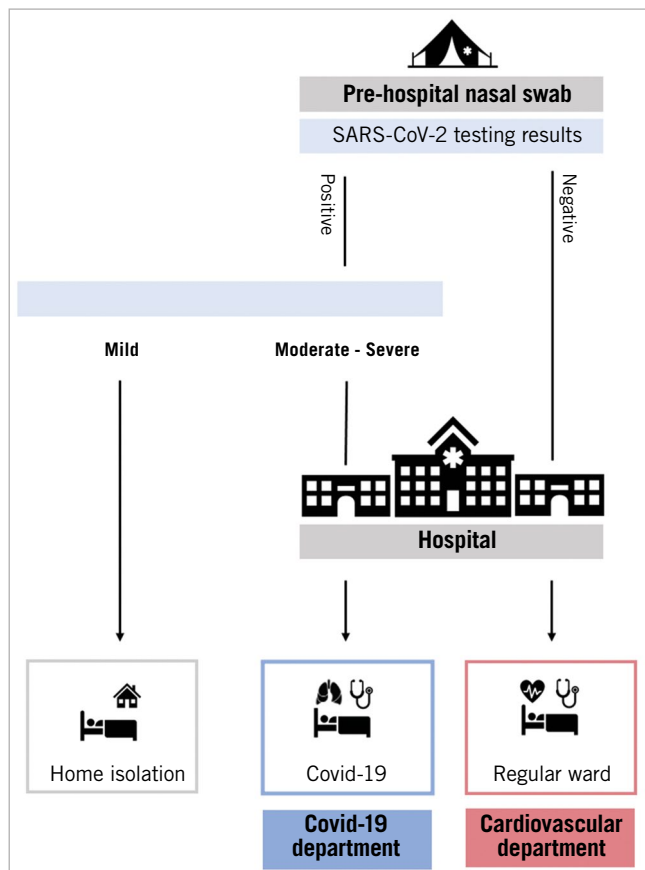 Pre-hospital nasal swab
SARS-CoV-2 testing results
Positive
Negative
Mild
Moderate - Severe
Hospital
Home isolation
Covid-19
Regular ward
Covid-19
department
Cardiovascular
department